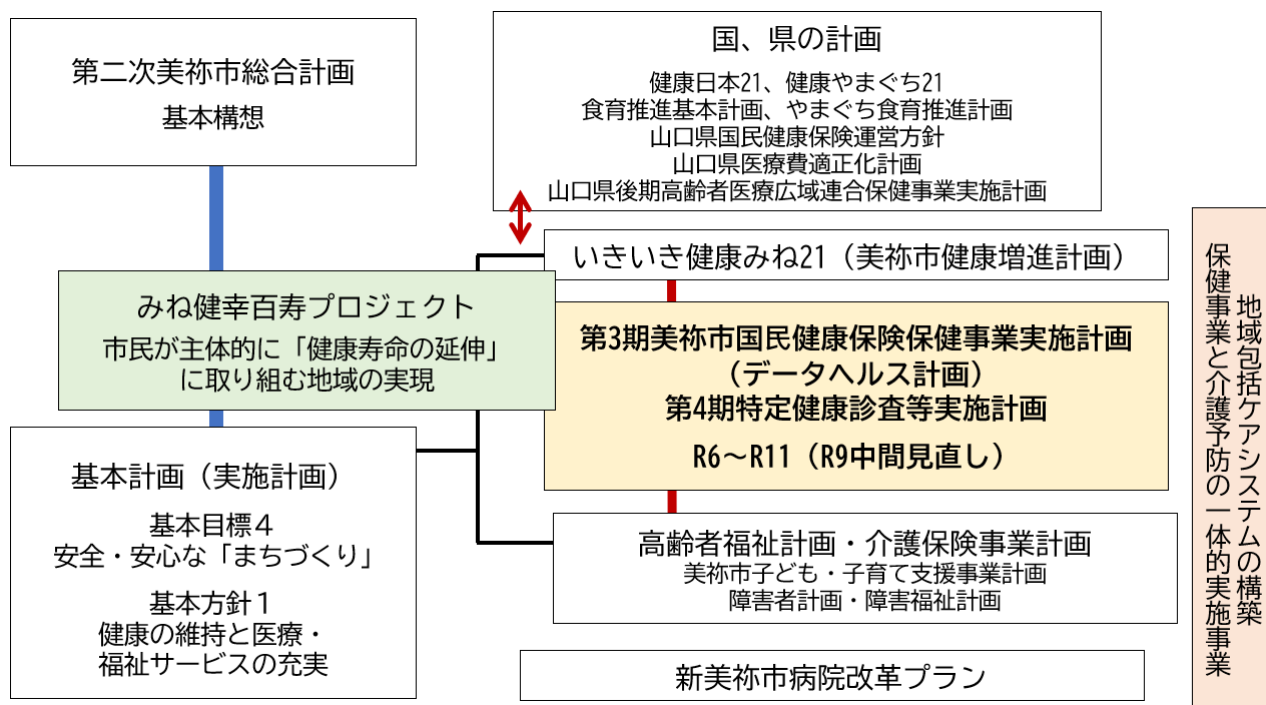 第二次美祢市総合計画
基本構想
国、県の計画
健康日本21、健康やまぐち21
食育推進基本計画、やまぐち食育推進計画
山口県国民健康保険運営方針
山口県医療費適正化計画
山口県後期高齢者医療広域連合保健事業実施計画
いきいき健康みね21（美祢市健康増進計画）
みね健幸百寿プロジェクト
市民が主体的に「健康寿命の延伸」
に取り組む地域の実現
第3期美祢市国民健康保険保健事業実施計画
（データヘルス計画）
第4期特定健康診査等実施計画
R6～R11（R9中間見直し）
基本計画（実施計画）
基本目標４
安全・安心な「まちづくり」
基本方針１
健康の維持と医療・
福祉サービスの充実
高齢者福祉計画・介護保険事業計画
美祢市子ども・子育て支援事業計画
障害者計画・障害福祉計画
新美祢市病院改革プラン
地域包括ケアシステムの構築
保健事業と介護予防の一体的実施事業